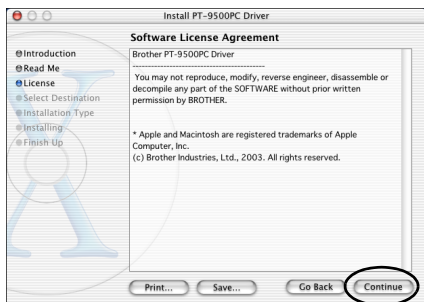 Install PT-9500PC Driver
Software License Agreement
Introduction
Read Me
License
Select Destination
Installation Type
Installing
Finish Up
Brother PT-9500PC Driver
------------------------------------------------
You may not reproduce, modify, reverse engineer, disassemble or
decompile any part of the SOFTWARE without prior written
permission by BROTHER.
* Apple and Macintosh are registered trademarks of Apple
Computer, Inc.
(c) Brother Industries, Ltd., 2003. All rights reserved.
Print... Save... Go Back Continue